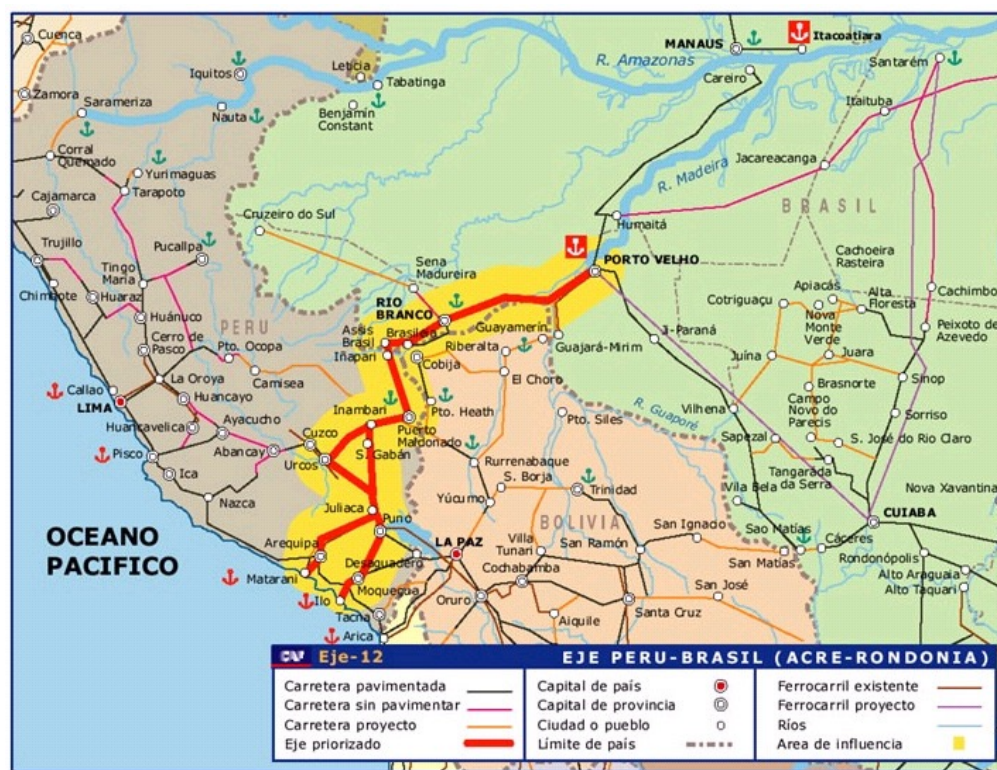 Cuenca
Zamora
Sarameriza
Iquitos
Nauta
Leticia
Tabatinga
Benjamín
Constant
R. Amazonas
MANAUS
Itacoatiara
Careiro
Santarém
Itaituba
Jacareacanga
R. Madeira
Corral
Quemado
Yurimaguas
Tarapoto
Cajamarca
Cruzeiro do Sul
Humaitá
BRASIL
Trujillo
Pucallpa
Tingo
María
Chimbote
Huaraz
Huánuco
PERU
Cerro de
Pasco
Pto. Ocopa
Camisea
Sena
Madureira
PORTO VELHO
RIO
BRANCO
Assis
Brasil
Brasileia
Iñapari
Cobija
Guayamerín
Riberalta
Guajará-Mirim
El Choro
Ji-Paraná
Cachoeira
Rasteira
Cotriguaçu
Apiacás
Alta
Floresta
Nova
Monte
Verde
Cachimbo
Peixoto de
Azevedo
Juína
Juara
Brasnorte
Sinop
Campo
Novo do
Parecis
Sorriso
S. José do Rio Claro
Callao
LIMA
La Oroya
Huancayo
Huancavelica
Ayacucho
Pisco
Ica
Abancay
Cuzco
Urcos
Nazca
Inambari
Puerto
Maldonado
S. Gabán
Pto. Heath
Pto. Siles
R. Guaporé
Vilhena
Sapezal
Tangarada
da Serra
Vila Bela
Nova Xavantina
CUIABA
Rurrenabaque
S. Borja
Yúcumo
Trinidad
BOLIVIA
Juliaca
Puno
LA PAZ
Villa
Tunari
San Ramón
San Ignacio
Sao Matías
San Matías
Cáceres
Rondonópolis
Alto Araguaia
Alto Taquari
OCEANO
PACIFICO
Arequipa
Matarani
Desaguadero
Moquegua
Ilo
Tacna
Arica
Cochabamba
Oruro
Aiquile
Santa Cruz
San José
CAF Eje-12
EJE PERU-BRASIL (ACRE-RONDONIA)
Carretera pavimentada
Carretera sin pavimentar
Carretera proyecto
Eje priorizado
Capital de país
Capital de provincia
Ciudad o pueblo
Límite de país
Ferrocarril existente
Ferrocarril proyecto
Ríos
Area de influencia